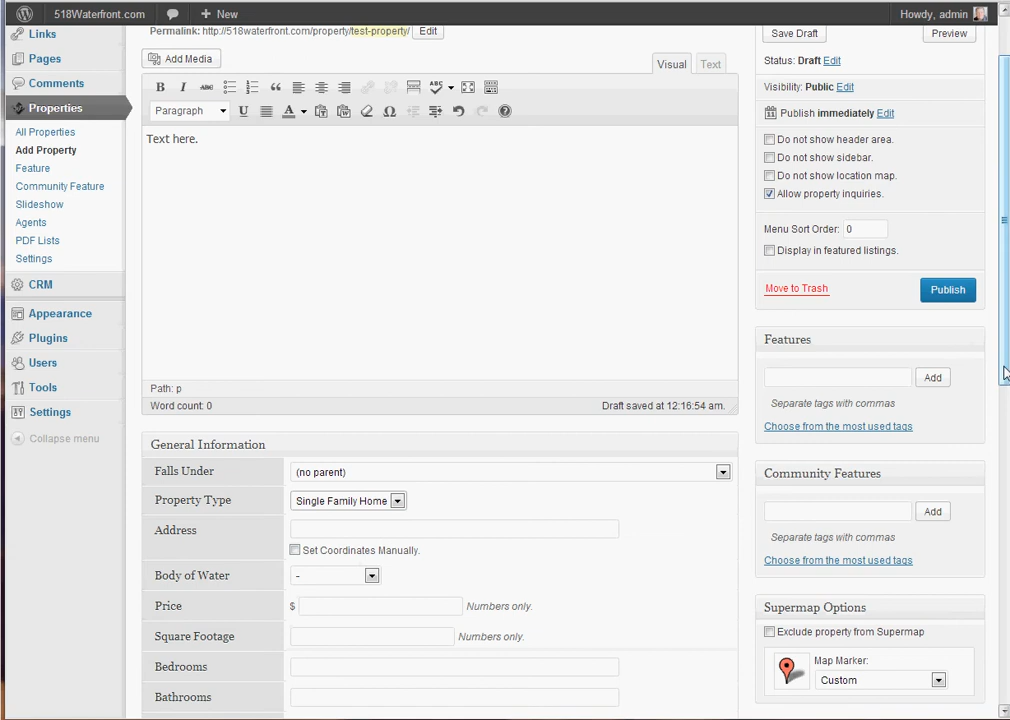 518Waterfront.com + New Howdy, admin
Links
Pages
Comments
Properties
All Properties
Add Property
Feature
Community Feature
Slideshow
Agents
PDF Lists
Settings
CRM
Appearance
Plugins
Users
Tools
Settings
Collapse menu
Permalink: http://518Waterfront.com/property/test-property/ Edit
Add Media
Visual Text
B I ABC “ ABC
Paragraph U A Ω ?
Text here.
Path: p
Word count: 0 Draft saved at 12:16:54 am.
General Information
Falls Under (no parent)
Property Type Single Family Home
Address
Set Coordinates Manually.
Body of Water -
Price $ Numbers only.
Square Footage Numbers only.
Bedrooms
Bathrooms
Save Draft Preview
Status: Draft Edit
Visibility: Public Edit
Publish immediately Edit
Do not show header area.
Do not show sidebar.
Do not show location map.
Allow property inquiries.
Menu Sort Order: 0
Display in featured listings.
Move to Trash Publish
Features
Add
Separate tags with commas
Choose from the most used tags
Community Features
Add
Separate tags with commas
Choose from the most used tags
Supermap Options
Exclude property from Supermap
Map Marker:
Custom